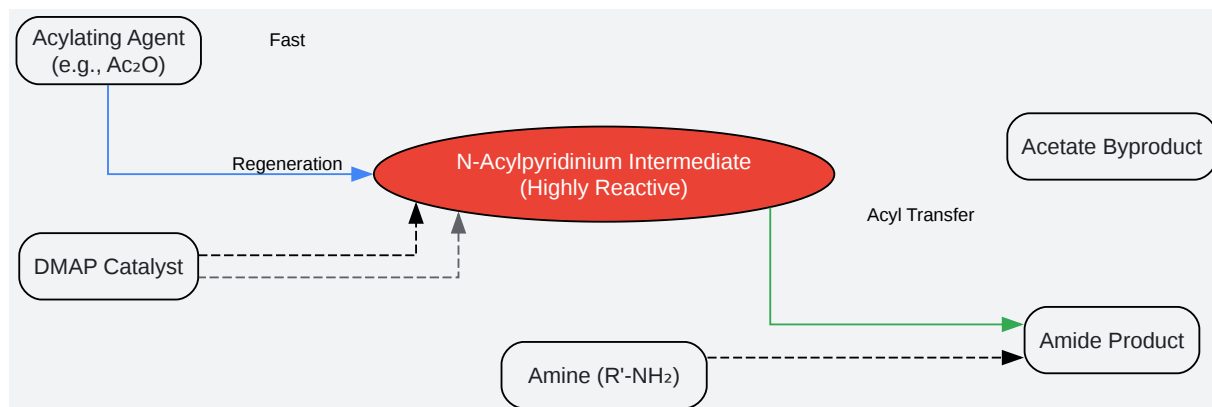 Acylating Agent
(e.g., Ac₂O)
Fast
Regeneration
N-Acylpyridinium Intermediate
(Highly Reactive)
Acetate Byproduct
Acyl Transfer
DMAP Catalyst
Amine (R'-NH₂)
Amide Product